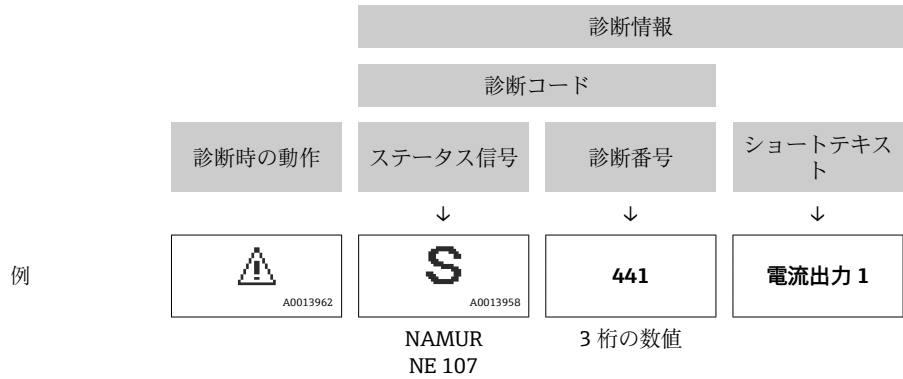 診断情報
診断コード
診断時の動作 ステータス信号 診断番号 ショートテキス
ト
↓ ↓ ↓
例 S 441 電流出力 1
A0013962 A0013958
NAMUR 3 桁の数値
NE 107